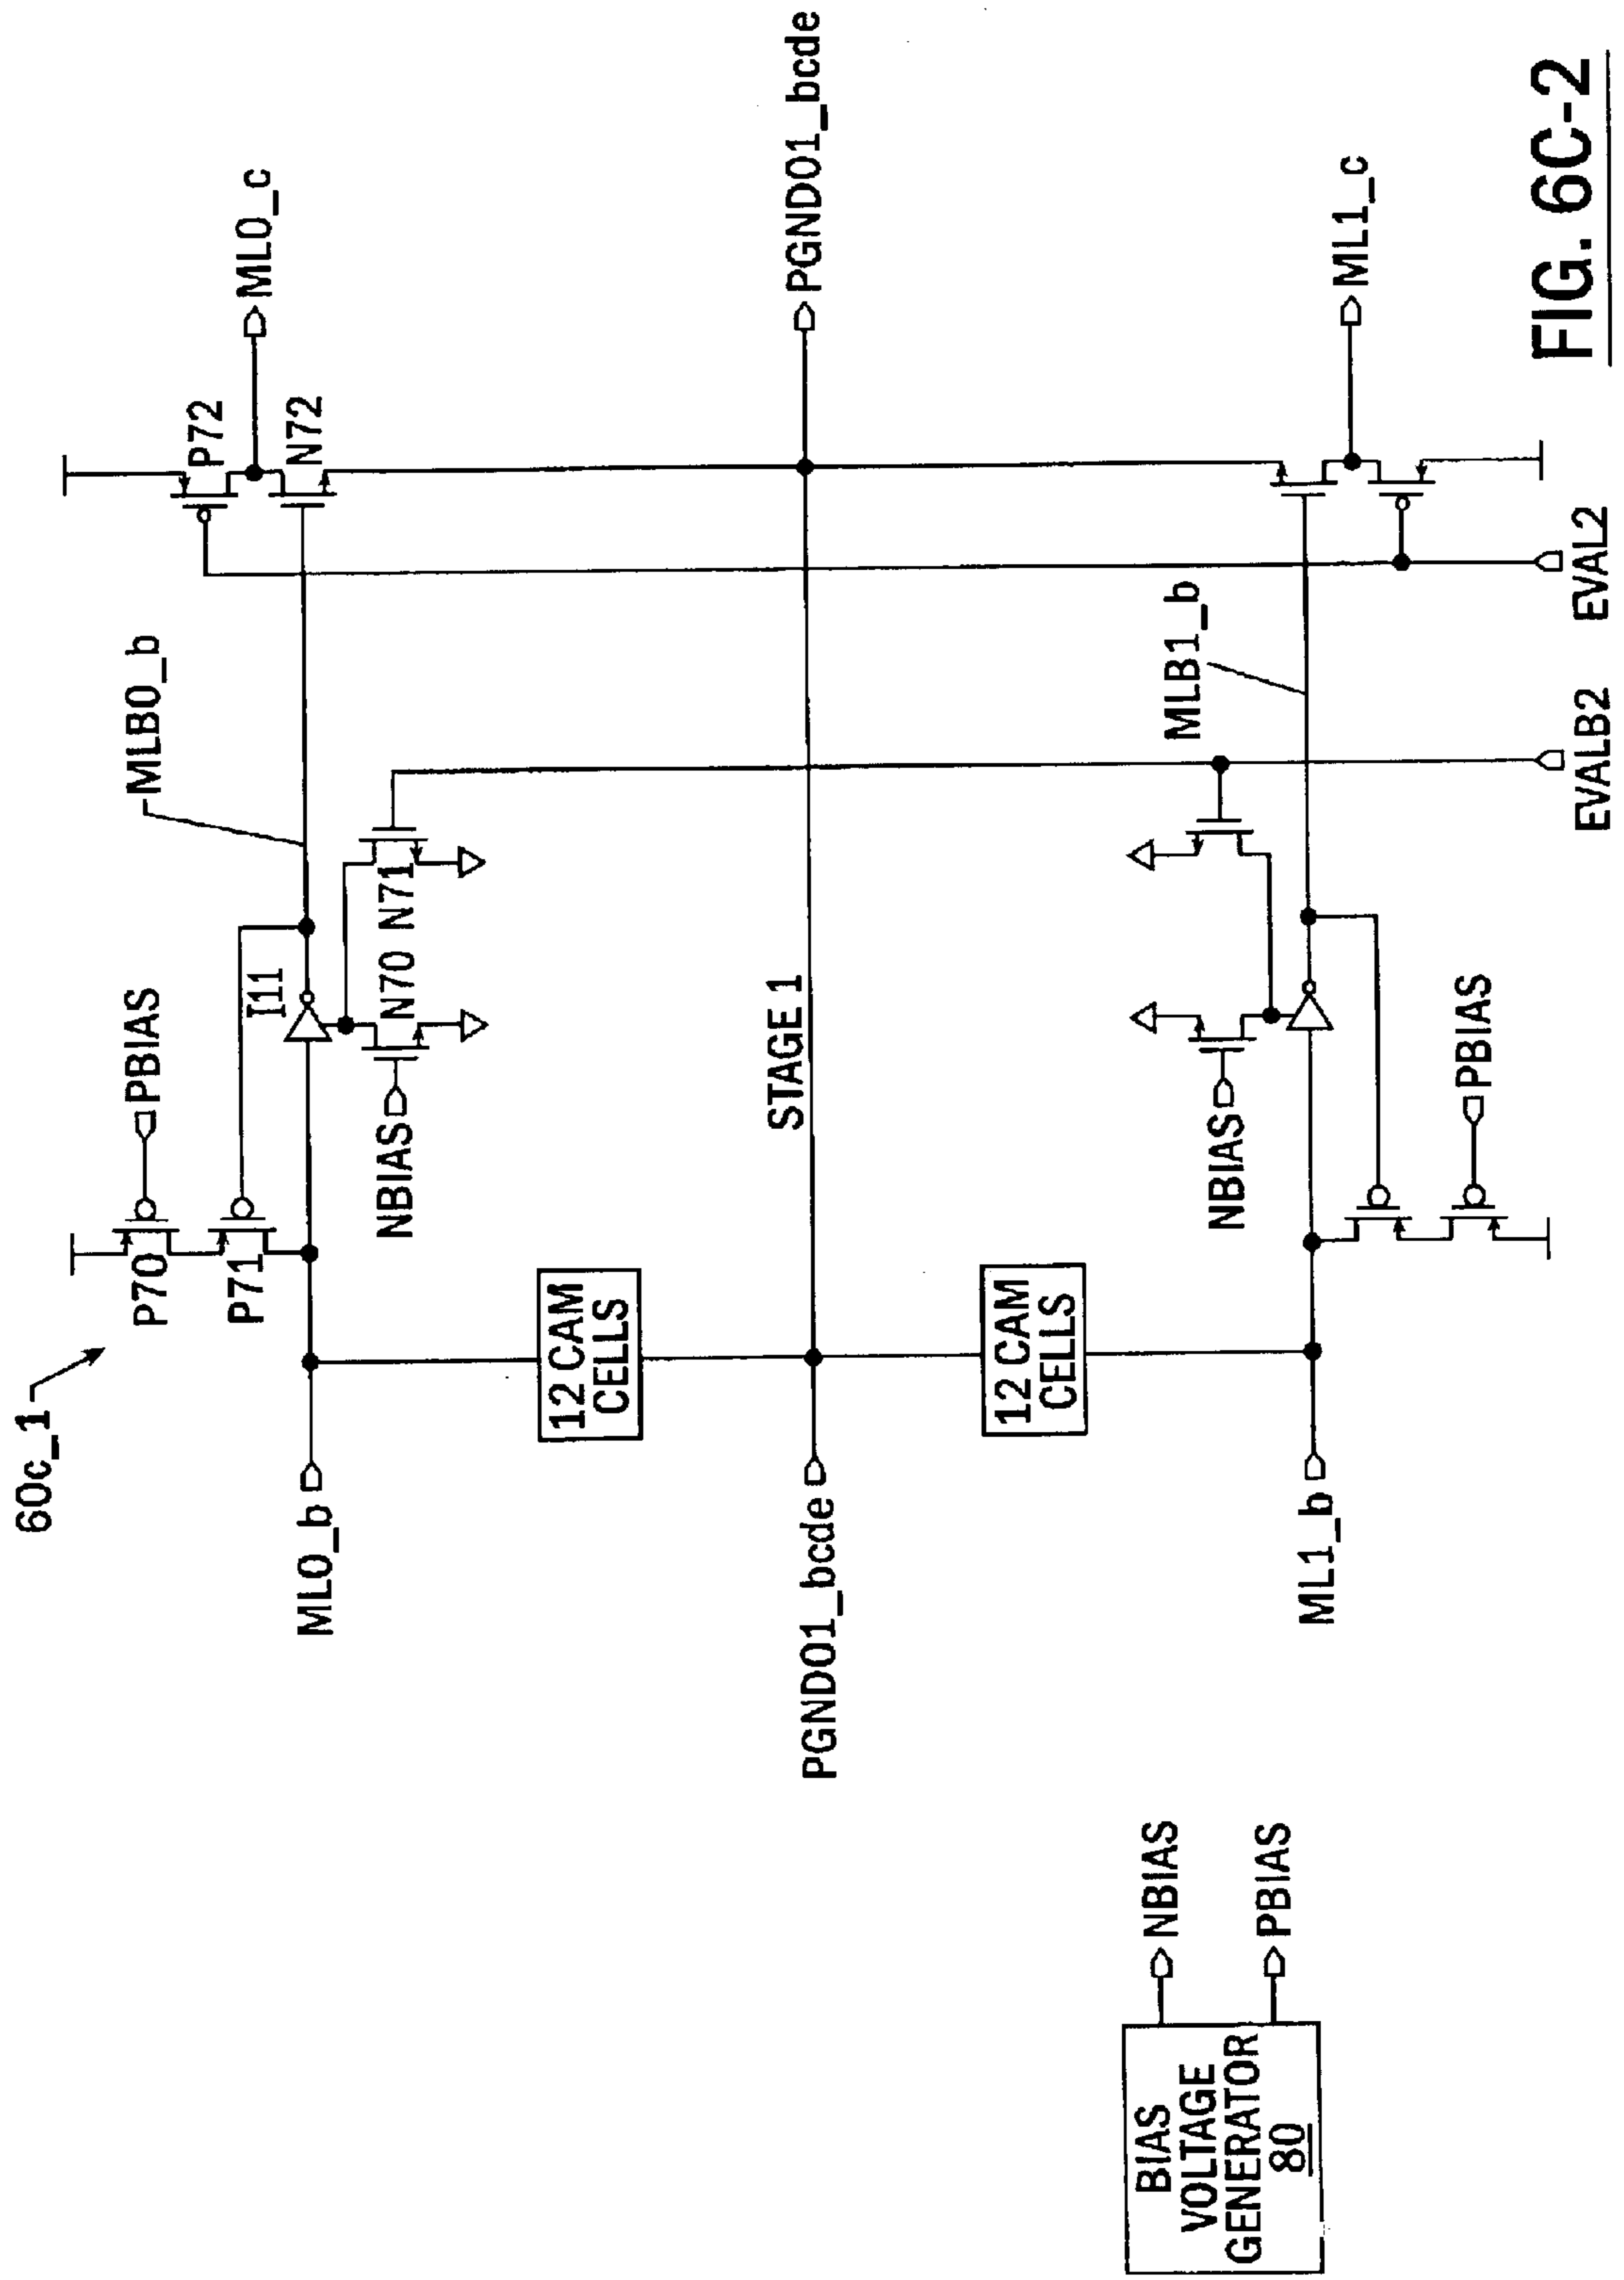 60c_1
P70
PBIAS
P71
MLB0_b
P72
ML0_c
I11
N72
ML0_b
NBIAS
N70
N71
12 CAM
CELLS
STAGE 1
PGND01_bcde
PGND01_bcde
12 CAM
CELLS
NBIAS
MLB1_b
ML1_b
ML1_c
PBIAS
EVALB2
EVAL2
BIAS
VOLTAGE
GENERATOR
80
NBIAS
PBIAS
FIG. 6C-2